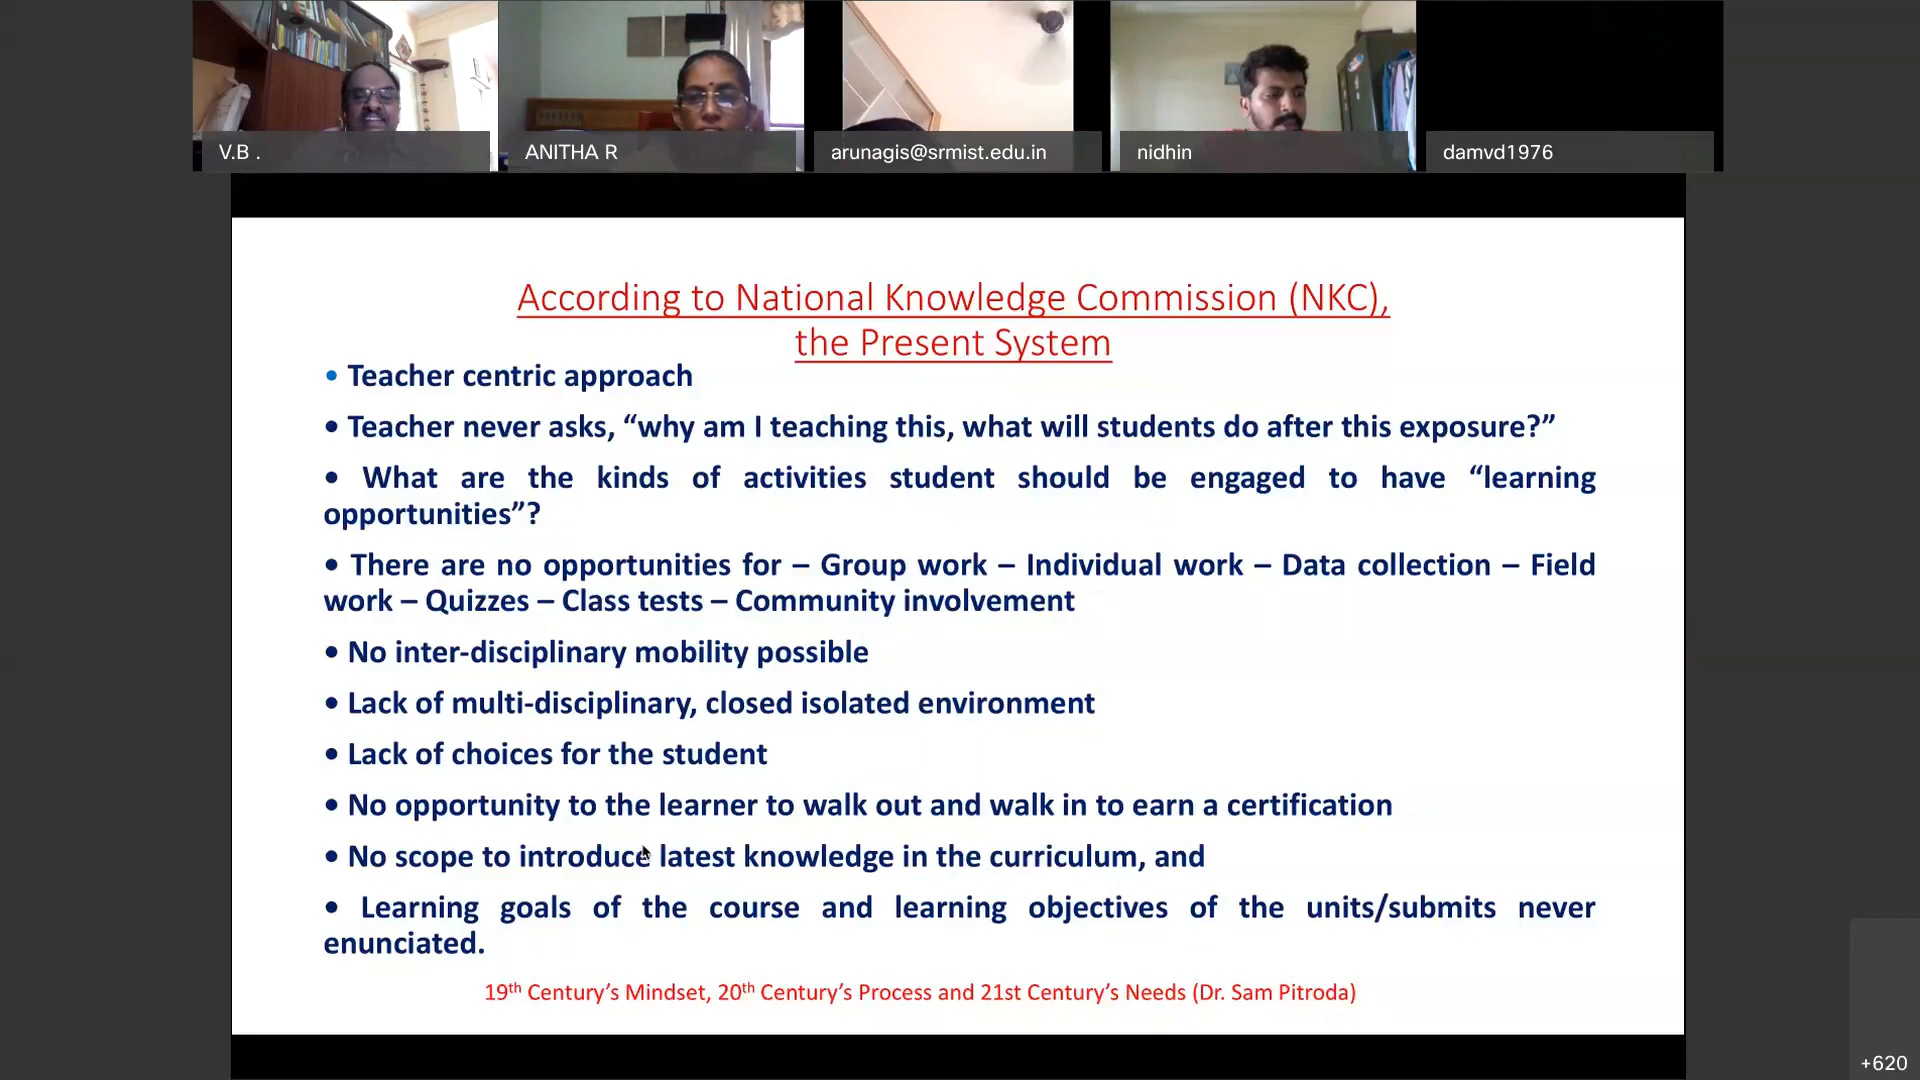 V.B .
ANITHA R
arunagis@srmist.edu.in
nidhin
damvd1976
According to National Knowledge Commission (NKC),
the Present System
• Teacher centric approach
• Teacher never asks, “why am I teaching this, what will students do after this exposure?”
• What are the kinds of activities student should be engaged to have “learning
opportunities”?
• There are no opportunities for – Group work – Individual work – Data collection – Field
work – Quizzes – Class tests – Community involvement
• No inter-disciplinary mobility possible
• Lack of multi-disciplinary, closed isolated environment
• Lack of choices for the student
• No opportunity to the learner to walk out and walk in to earn a certification
• No scope to introduce latest knowledge in the curriculum, and
• Learning goals of the course and learning objectives of the units/submits never
enunciated.
19th Century’s Mindset, 20th Century’s Process and 21st Century’s Needs (Dr. Sam Pitroda)
+620